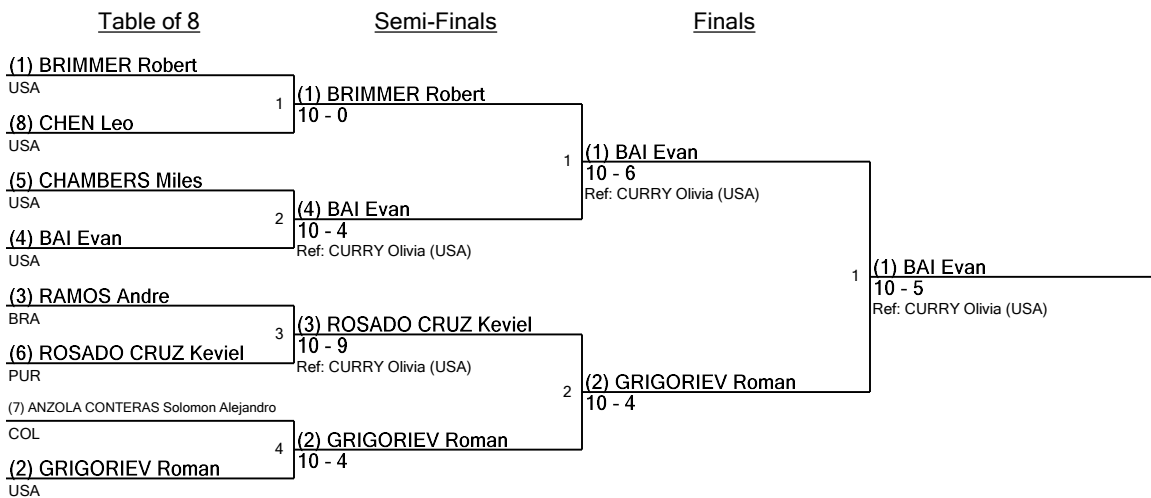 Table of 8
Semi-Finals
Finals
(1) BRIMMER Robert
USA
1
(8) CHEN Leo
USA
(5) CHAMBERS Miles
USA
2
(4) BAI Evan
USA
(3) RAMOS Andre
BRA
3
(6) ROSADO CRUZ Keviel
PUR
(7) ANZOLA CONTERAS Solomon Alejandro
COL
4
(2) GRIGORIEV Roman
USA
(1) BRIMMER Robert
10 - 0
1
(4) BAI Evan
10 - 4
Ref: CURRY Olivia (USA)
(3) ROSADO CRUZ Keviel
10 - 9
Ref: CURRY Olivia (USA)
2
(2) GRIGORIEV Roman
10 - 4
(1) BAI Evan
10 - 6
Ref: CURRY Olivia (USA)
1
(2) GRIGORIEV Roman
10 - 4
(1) BAI Evan
10 - 5
Ref: CURRY Olivia (USA)